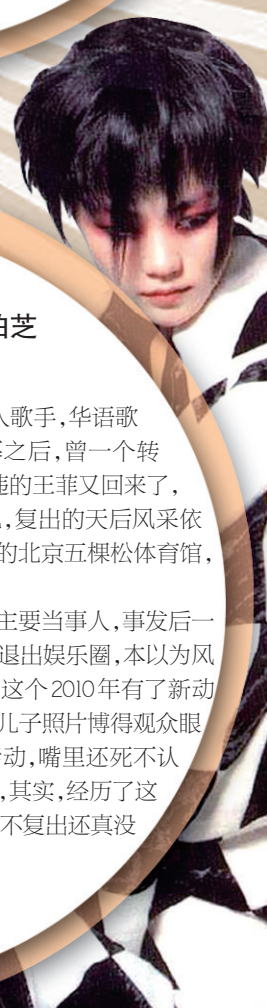 柏芝
人歌手,华语歌
之后,曾一个转
违的王菲又回来了,
,复出的天后风采依
的北京五棵松体育馆,
主要当事人,事发后一
退出娱乐圈,本以为风
这个2010年有了新动
儿子照片博得观众眼
动,嘴里还死不认
,其实,经历了这
不复出还真没